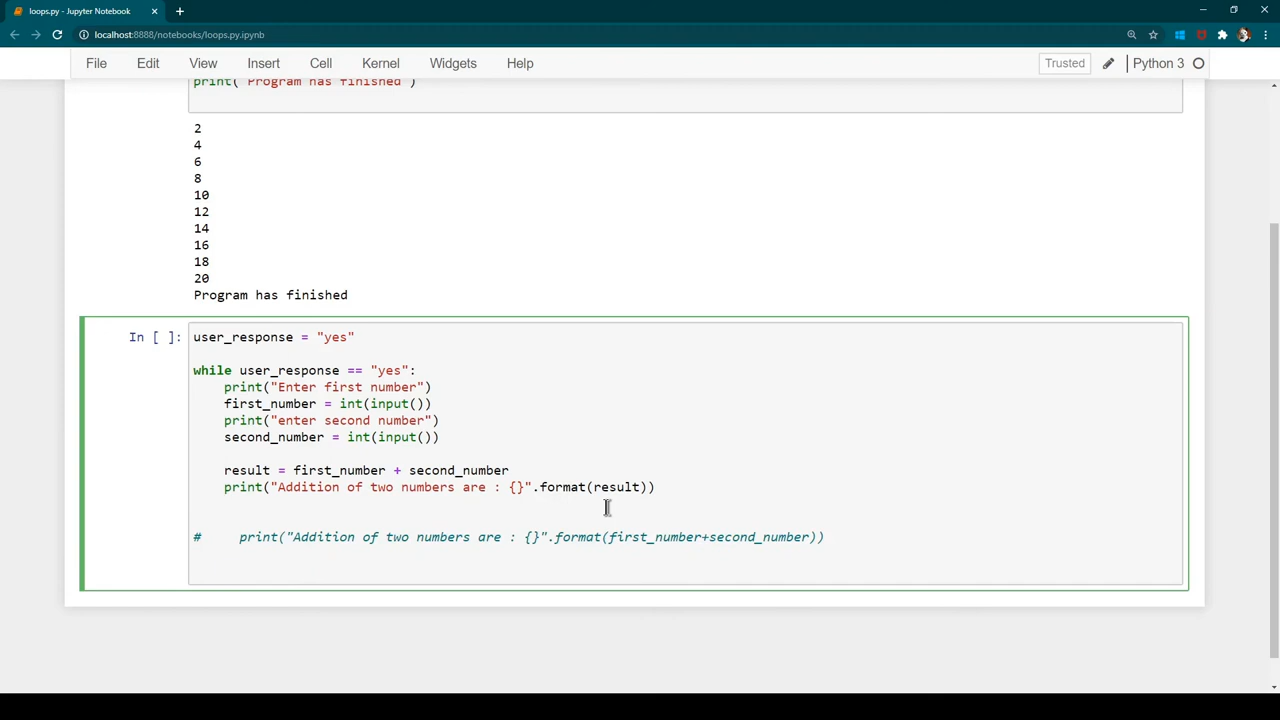 loops.py - Jupyter Notebook
localhost:8888/notebooks/loops.py.ipynb
File Edit View Insert Cell Kernel Widgets Help Trusted Python 3
print("Program has finished")
2
4
6
8
10
12
14
16
18
20
Program has finished
In [ ]: user_response = "yes"
while user_response == "yes":
print("Enter first number")
first_number = int(input())
print("enter second number")
second_number = int(input())
result = first_number + second_number
print("Addition of two numbers are : {}".format(result))
# print("Addition of two numbers are : {}".format(first_number+second_number))